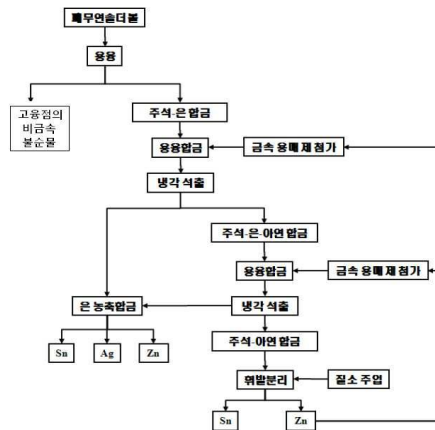 폐무연솔더볼
용융
고융점의
비금속
불순물
주석-은 합금
용융합금
금속 용매 제 첨가
냉각 석출
주석-은-아연 합금
용융합금
금속 용매 제 첨가
은 농축합금
냉각 석출
Sn
Ag
Zn
주석-아연 합금
휘발분리
질소 주입
Sn
Zn